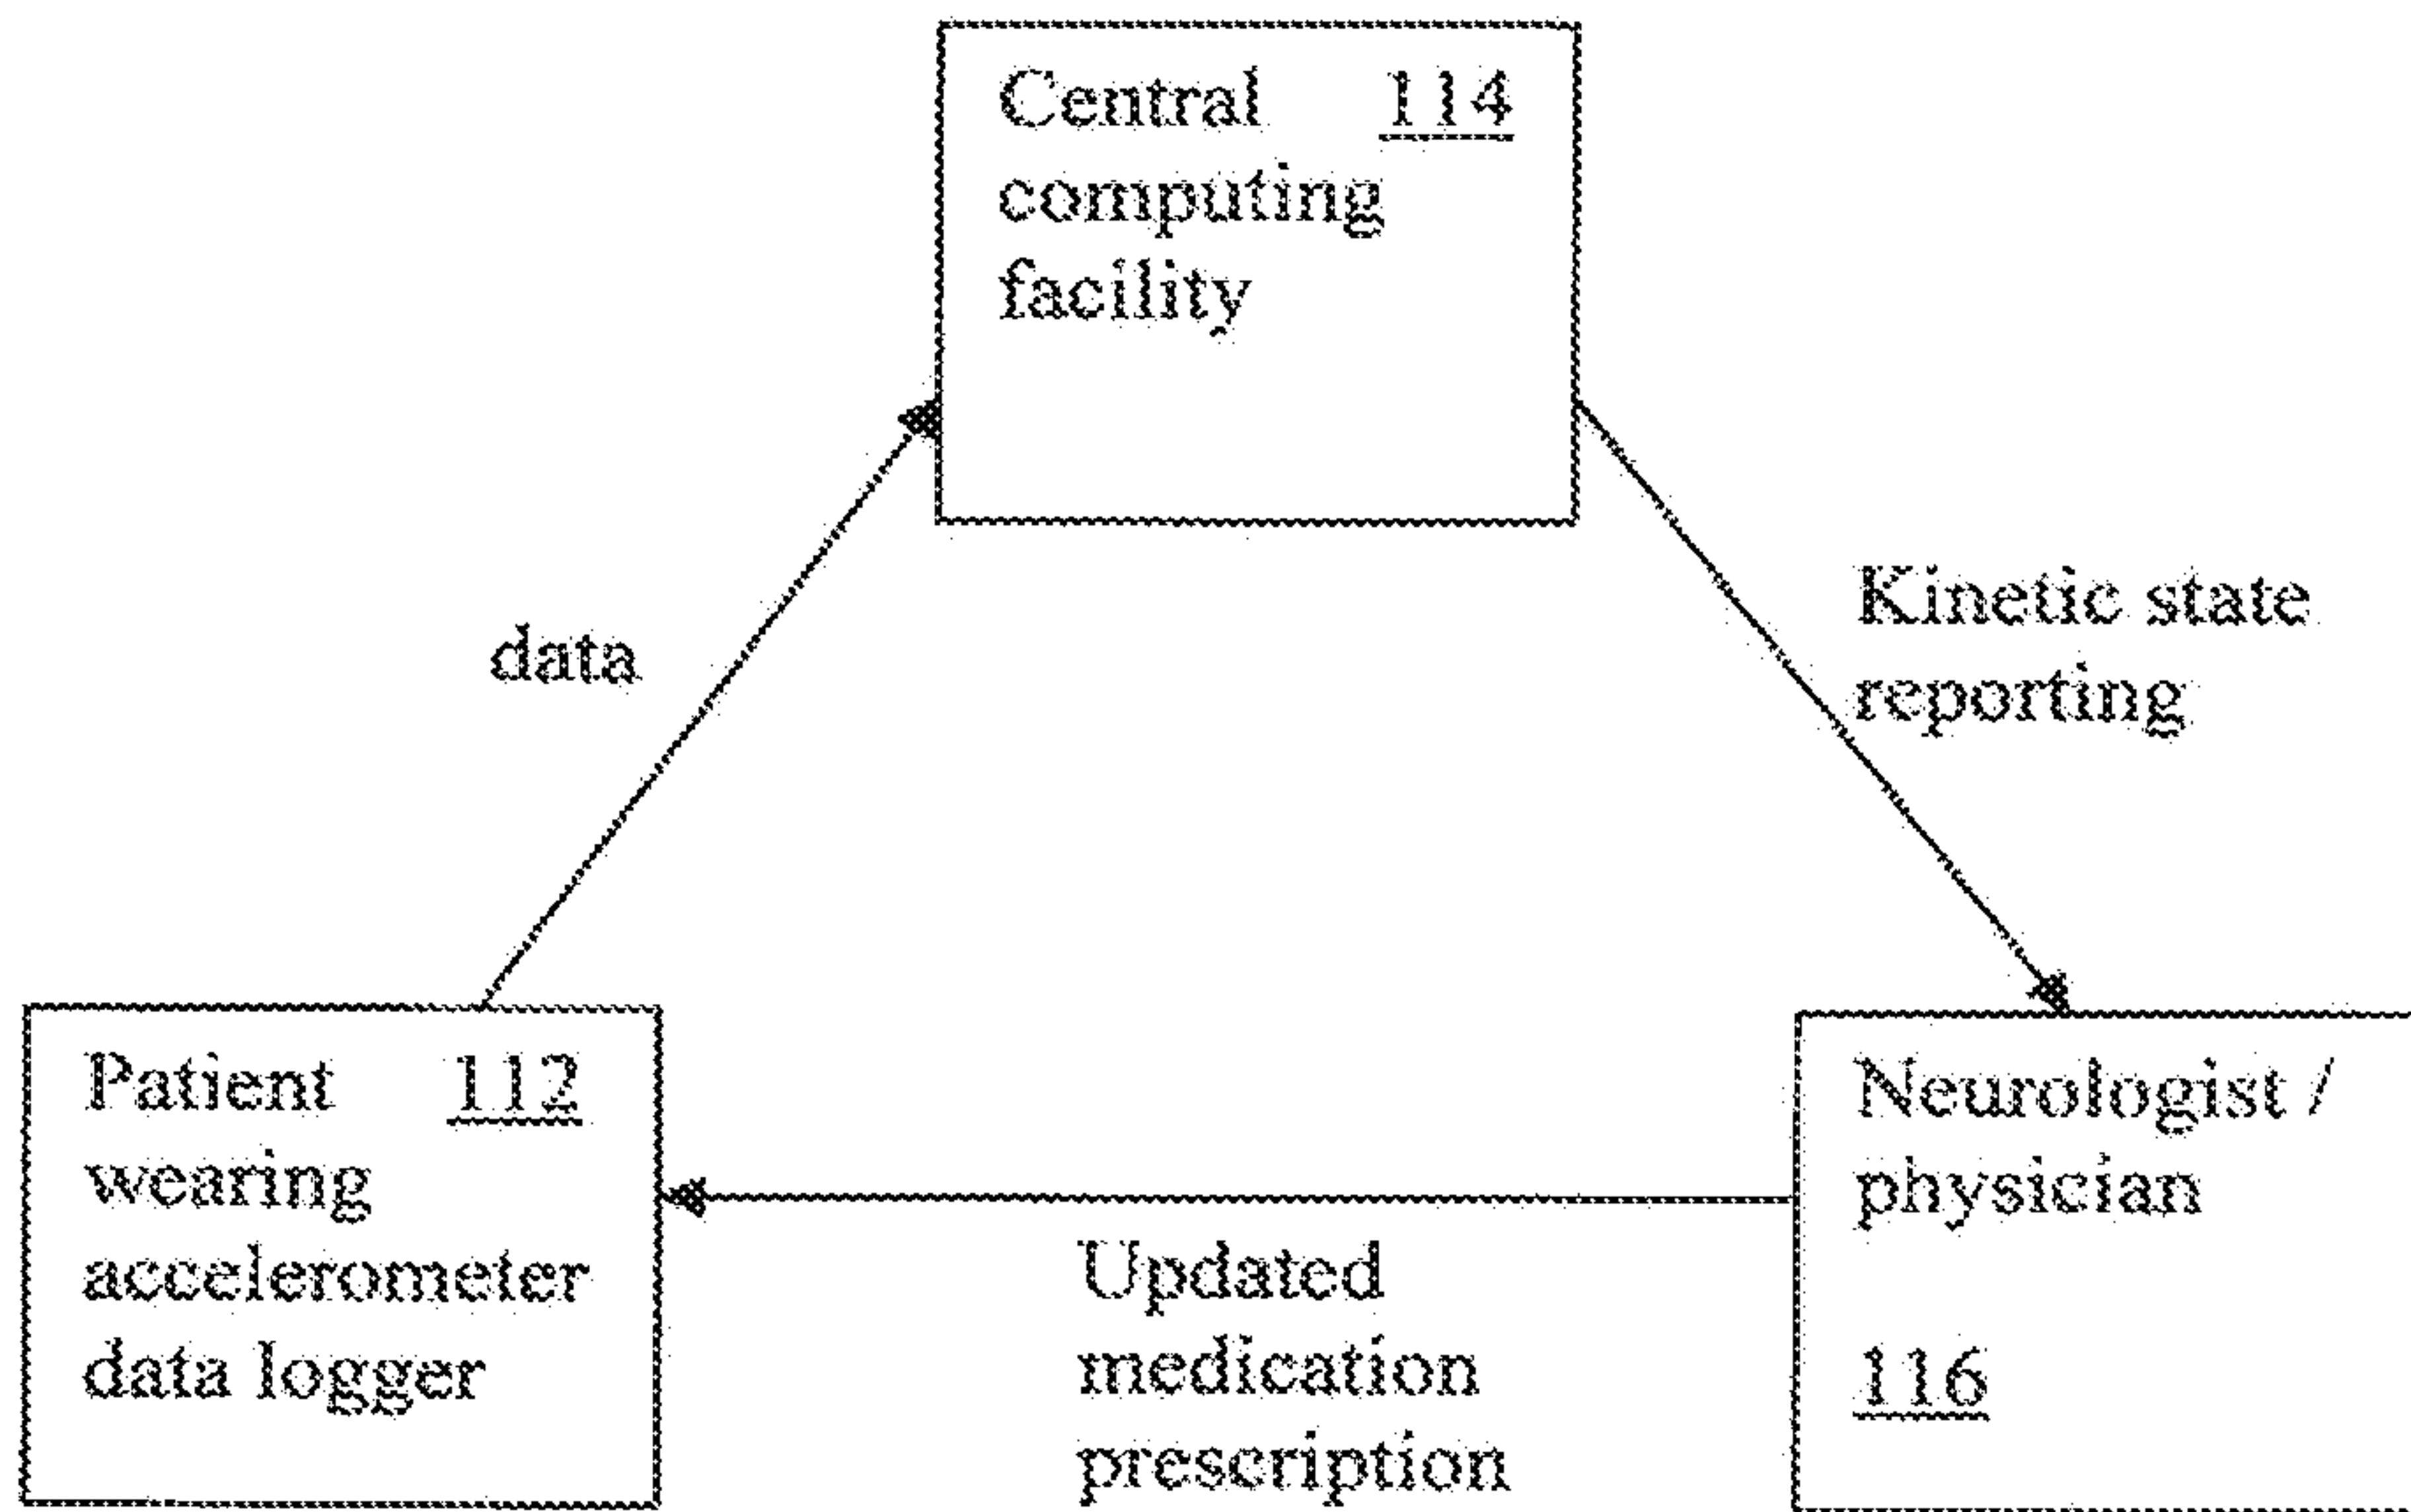 Central 114
computing
facility
data
Kinetic state
reporting
Patient 112
wearing
accelerometer
data logger
Updated
medication
prescription
Neurologist /
physician
116